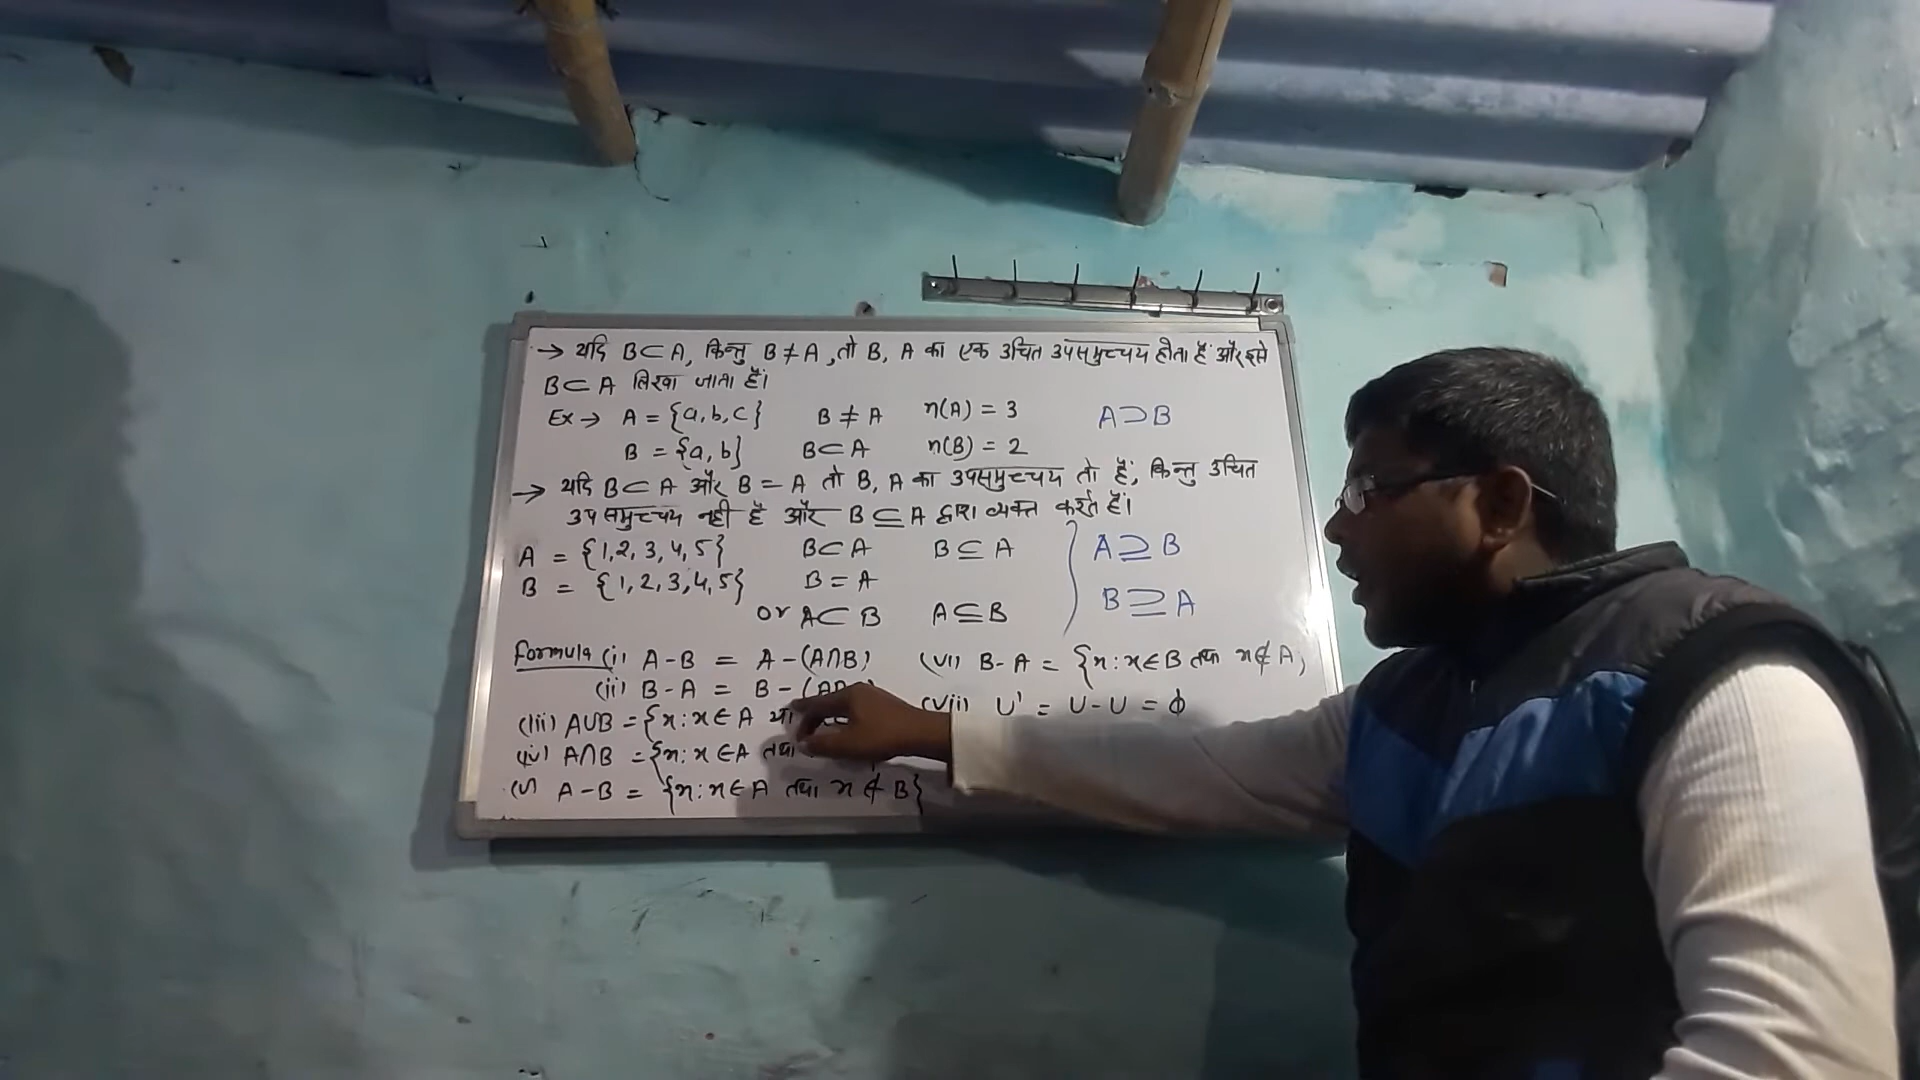 → यदि B⊂A, किन्तु B≠A, तो B, A का एक उचित उपसमुच्चय होता है और इसे
B⊂A लिखा जाता है।
Ex→ A = {a,b,c} B≠A n(A) = 3 A⊃B
B = {a,b} B⊂A n(B) = 2
→ यदि B⊂A और B=A तो B, A का उपसमुच्चय तो है, किन्तु उचित
उपसमुच्चय नही है और B⊆A द्वारा व्यक्त करते है।
A = {1,2,3,4,5} B⊂A B⊆A A⊇B
B = {1,2,3,4,5} B=A B⊇A
or A⊂B A⊆B
Formula (i) A-B = A-(A∩B) (vi) B-A = {x:x∈B तथा x∉A}
(ii) B-A = B-(A (vii) U' = U-U = ϕ
(iii) A∪B = {x:x∈A या
(iv) A∩B = {x:x∈A तथा
(v) A-B = {x:x∈A तथा x∉B}